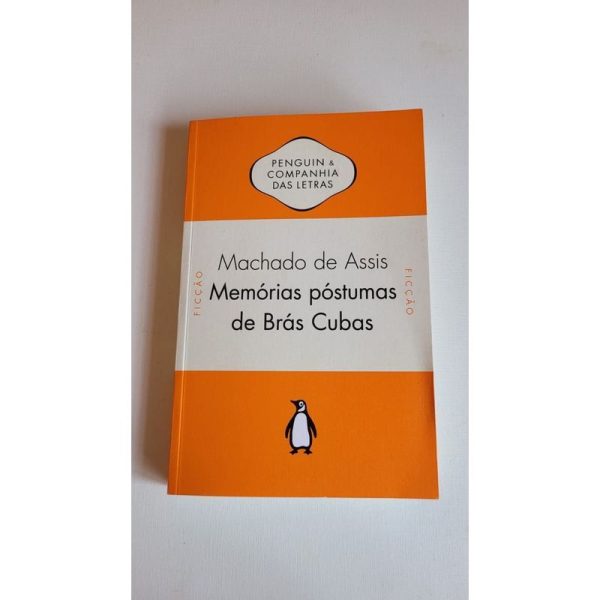 PENGUIN &
COMPANHIA
DAS LETRAS
Machado de Assis
Memórias póstumas
de Brás Cubas
FICÇÃO
FICÇÃO